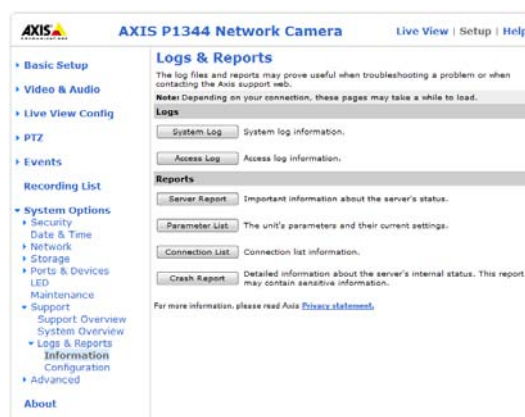 AXIS
COMMUNICATIONS
AXIS P1344 Network Camera
Live View | Setup | Help
Basic Setup
Video & Audio
Live View Config
PTZ
Events
Recording List
System Options
Security
Date & Time
Network
Storage
Ports & Devices
LED
Maintenance
Support
Support Overview
System Overview
Logs & Reports
Information
Configuration
Advanced
About
Logs & Reports
The log files and reports may prove useful when troubleshooting a problem or when
contacting the Axis support web.
Note: Depending on your connection, these pages may take a while to load.
Logs
System Log System log information.
Access Log Access log information.
Reports
Server Report Important information about the server's status.
Parameter List The unit's parameters and their current settings.
Connection List Connection list information.
Crash Report Detailed information about the server's internal status. This report
may contain sensitive information.
For more information, please read Axis Privacy statement.